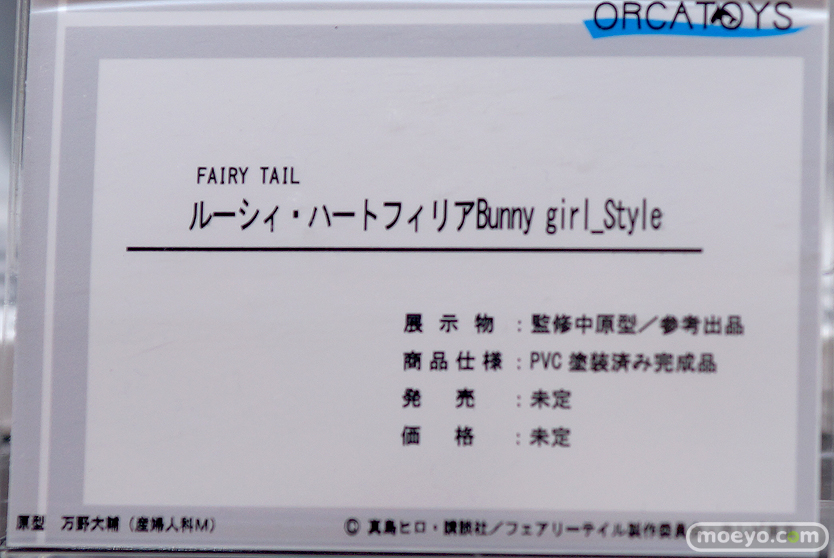 ORCATOYS
FAIRY TAIL
ルーシィ・ハートフィリアBunny girl_Style
展示物：監修中原型／参考出品
商品仕様：PVC 塗装済み完成品
発売：未定
価格：未定
原型 万野大輔（産婦人科M）
© 真島ヒロ・講談社／フェアリーテイル製作委員
moeyo.com